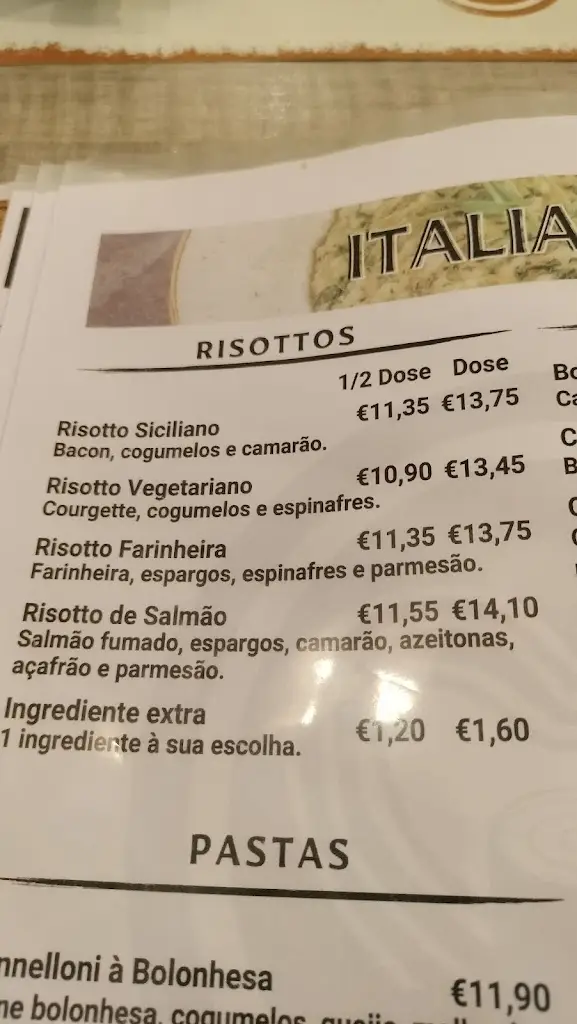 ITALIA
RISOTTOS
1/2 Dose Dose
Risotto Siciliano €11,35 €13,75
Bacon, cogumelos e camarão.
Risotto Vegetariano €10,90 €13,45
Courgette, cogumelos e espinafres.
Risotto Farinheira €11,35 €13,75
Farinheira, espargos, espinafres e parmesão.
Risotto de Salmão €11,55 €14,10
Salmão fumado, espargos, camarão, azeitonas,
açafrão e parmesão.
Ingrediente extra €1,20 €1,60
1 ingrediente à sua escolha.
PASTAS
nnelloni à Bolonhesa €11,90
ne bolonhesa, cogumelos,